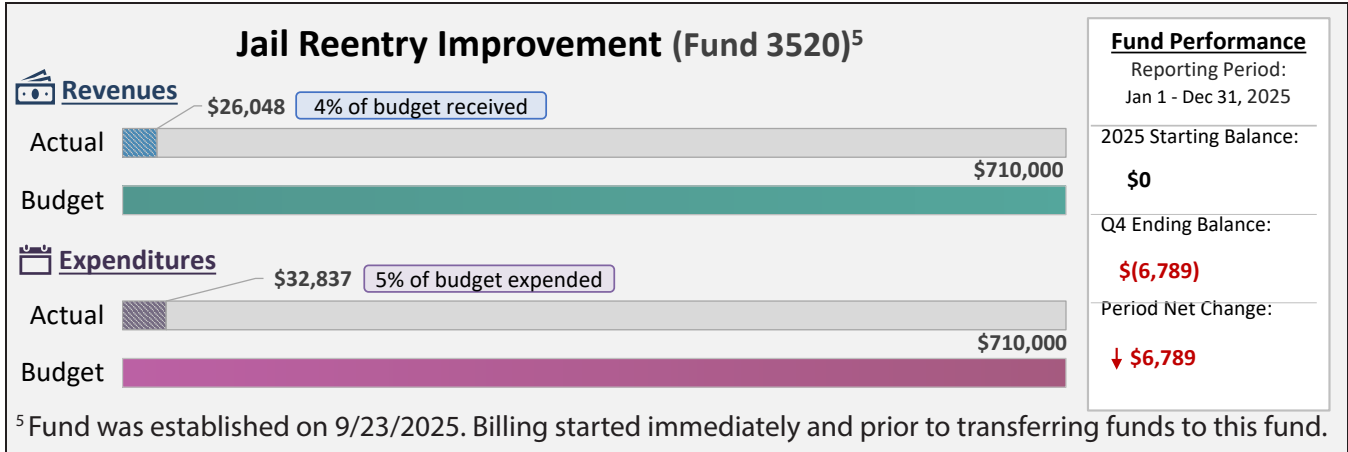 Jail Reentry Improvement (Fund 3520)⁵
Revenues
$26,048 4% of budget received
Actual
$710,000
Budget
Expenditures
$32,837 5% of budget expended
Actual
$710,000
Budget
Fund Performance
Reporting Period:
Jan 1 - Dec 31, 2025
2025 Starting Balance:
$0
Q4 Ending Balance:
$(6,789)
Period Net Change:
↓ $6,789
⁵ Fund was established on 9/23/2025. Billing started immediately and prior to transferring funds to this fund.